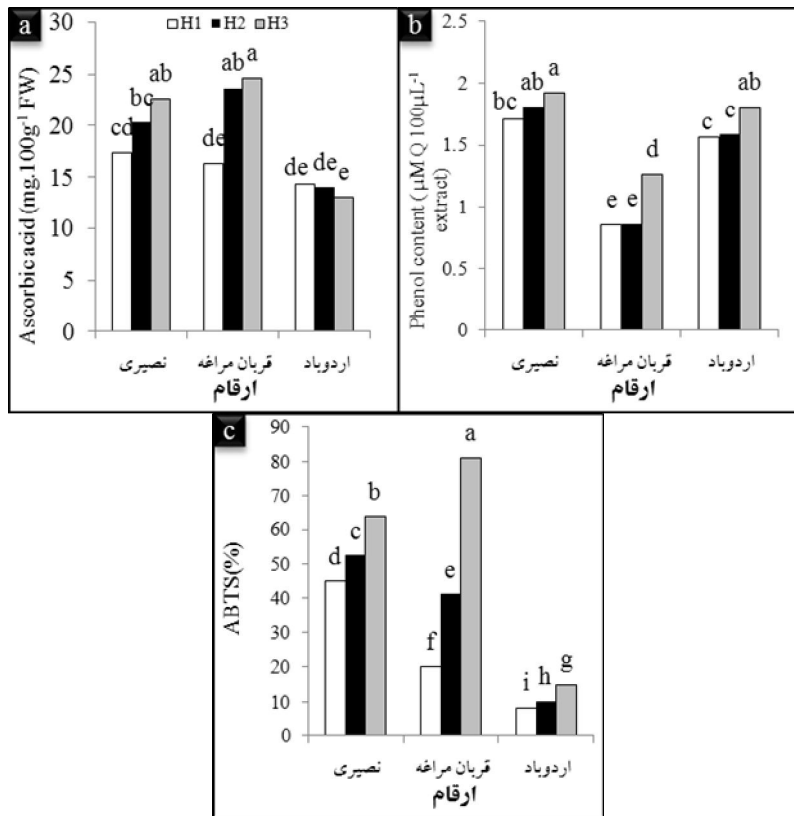 a
H1 H2 H3
Ascorbic acid (mg.100g-1 FW)
30
25
20
15
10
5
0
cd bc ab
de ab a
de de e
نصیری
قربان مراغه
اردوباد
ارقام
b
Phenol content ( µM Q 100µL-1
extract)
2.5
2
1.5
1
0.5
0
bc ab a
e e d
c c ab
نصیری
قربان مراغه
اردوباد
ارقام
c
ABTS(%)
90
80
70
60
50
40
30
20
10
0
d c b
f e a
i h g
نصیری
قربان مراغه
اردوباد
ارقام